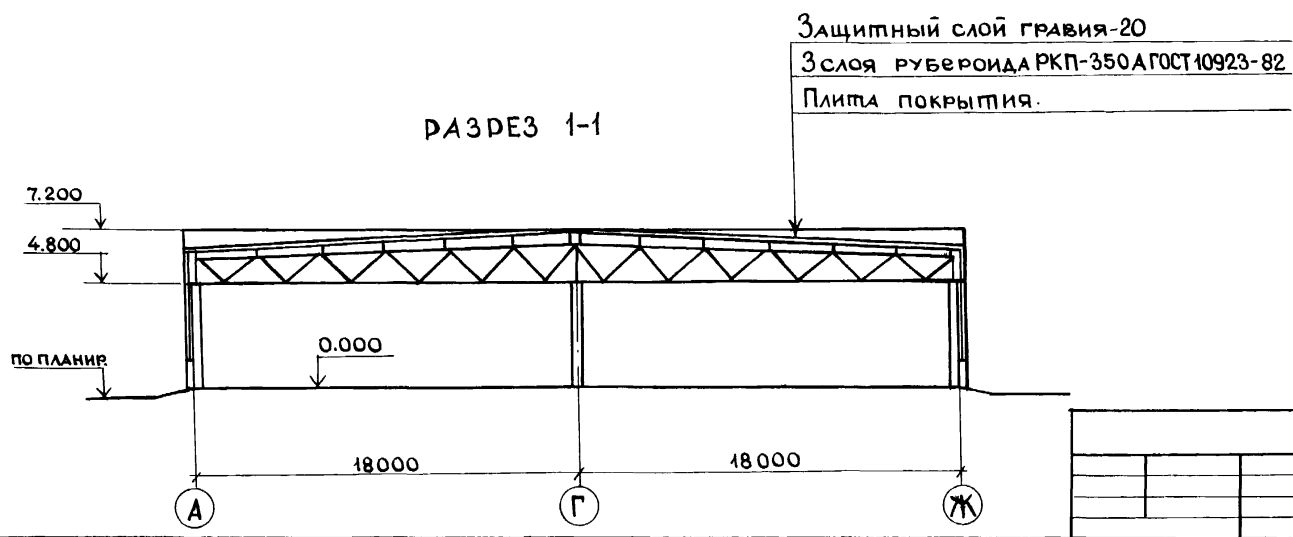 Защитный слой гравия-20
3 слоя рубероида РКП-350А ГОСТ 10923-82
Плита покрытия.
РАЗРЕЗ 1-1
7.200
4.800
0.000
по планир.
18000
18000
А
Г
Ж